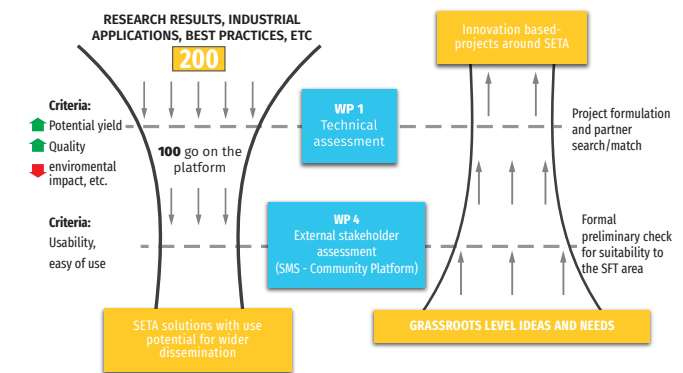 RESEARCH RESULTS, INDUSTRIAL
APPLICATIONS, BEST PRACTICES, ETC
200
Criteria:
Potential yield
Quality
enviromental
impact, etc.
100 go on the
platform
Criteria:
Usability,
easy of use
SETA solutions with use
potential for wider
dissemination
WP 1
Technical
assessment
WP 4
External stakeholder
assessment
(SMS - Community Platform)
Innovation based-
projects around SETA
Project formulation
and partner
search/match
Formal
preliminary check
for suitability to
the SFT area
GRASSROOTS LEVEL IDEAS AND NEEDS